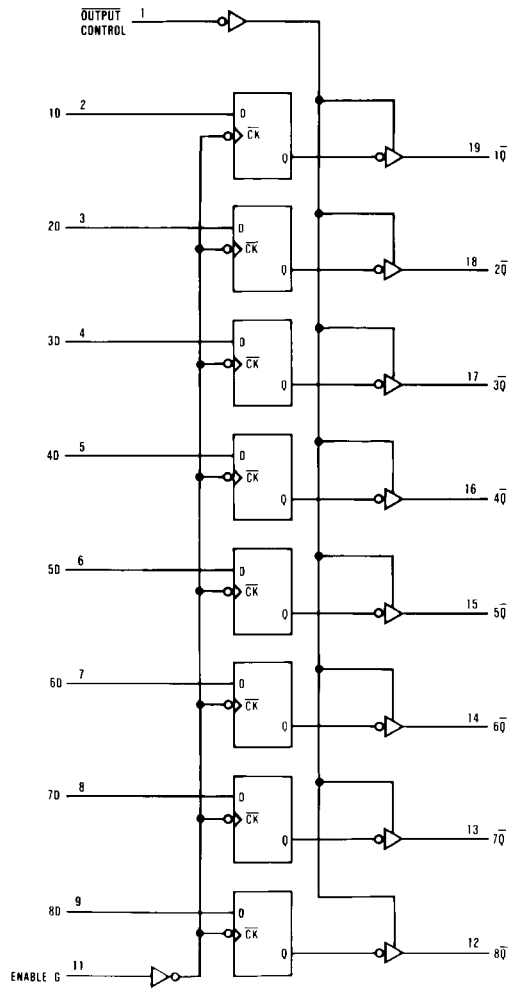 OUTPUT CONTROL 1
1D 2 D CK Q 19 1Q̅
2D 3 D CK Q 18 2Q̅
3D 4 D CK Q 17 3Q̅
4D 5 D CK Q 16 4Q̅
5D 6 D CK Q 15 5Q̅
6D 7 D CK Q 14 6Q̅
7D 8 D CK Q 13 7Q̅
8D 9 D CK Q 12 8Q̅
ENABLE G 11